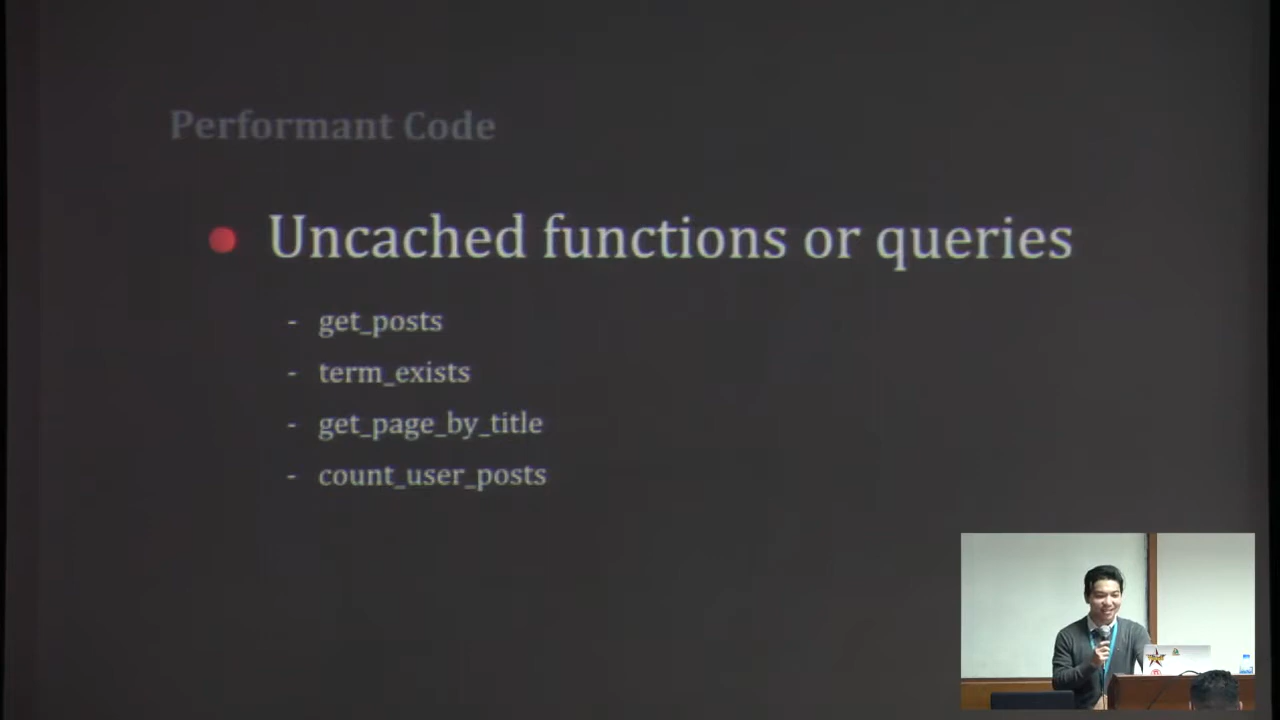 Performant Code
Uncached functions or queries
- get_posts
- term_exists
- get_page_by_title
- count_user_posts